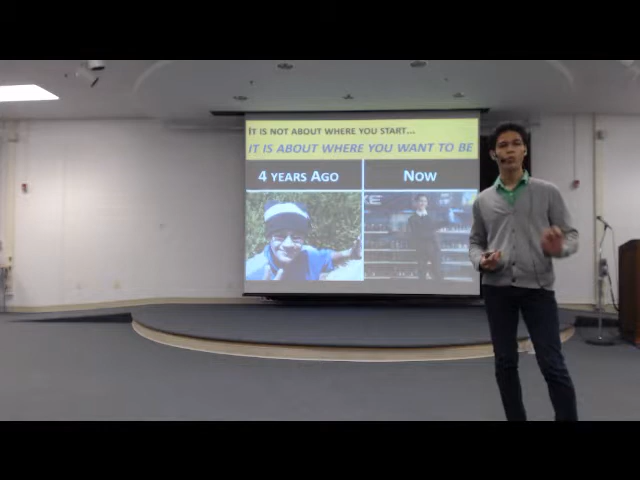 IT IS NOT ABOUT WHERE YOU START...
IT IS ABOUT WHERE YOU WANT TO BE
4 YEARS AGO
NOW